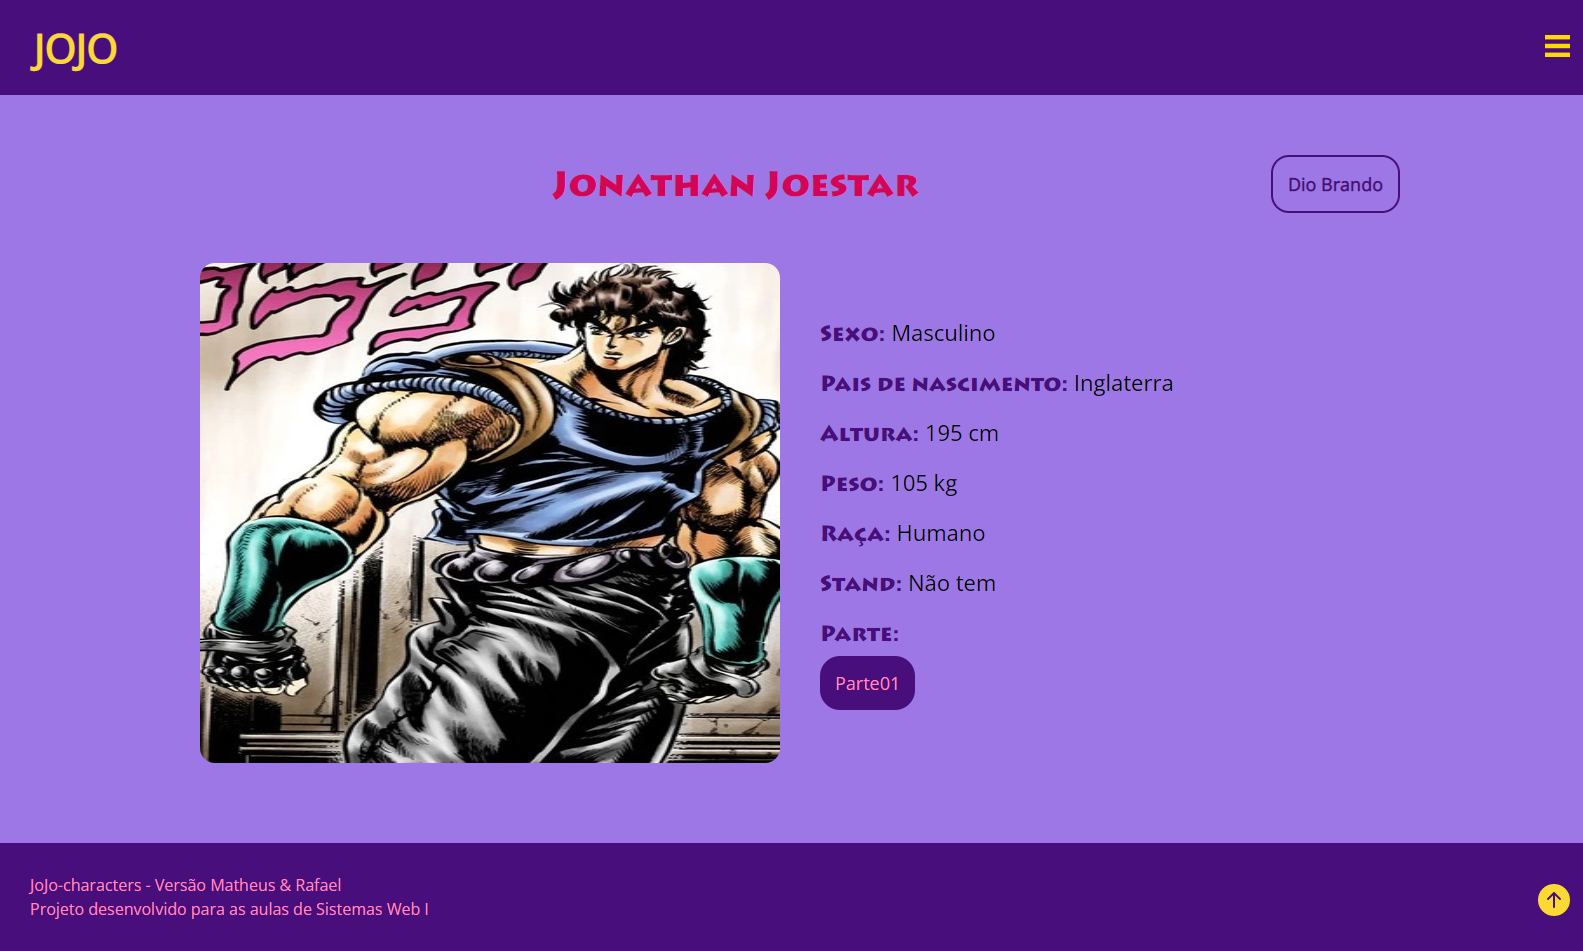 JOJO
Jonathan Joestar
Dio Brando
Sexo: Masculino
Pais de nascimento: Inglaterra
Altura: 195 cm
Peso: 105 kg
Raça: Humano
Stand: Não tem
Parte:
Parte01
JoJo-characters - Versão Matheus & Rafael
Projeto desenvolvido para as aulas de Sistemas Web I